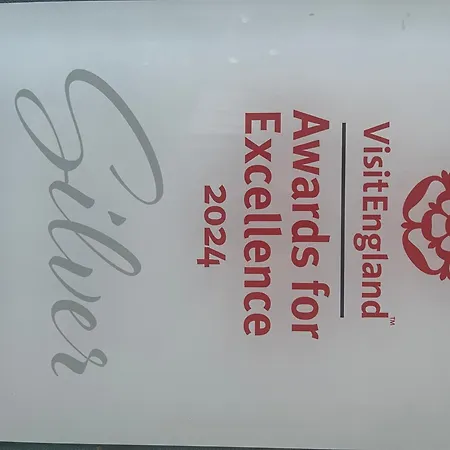 VisitEngland™
Awards for
Excellence
2024
Silver